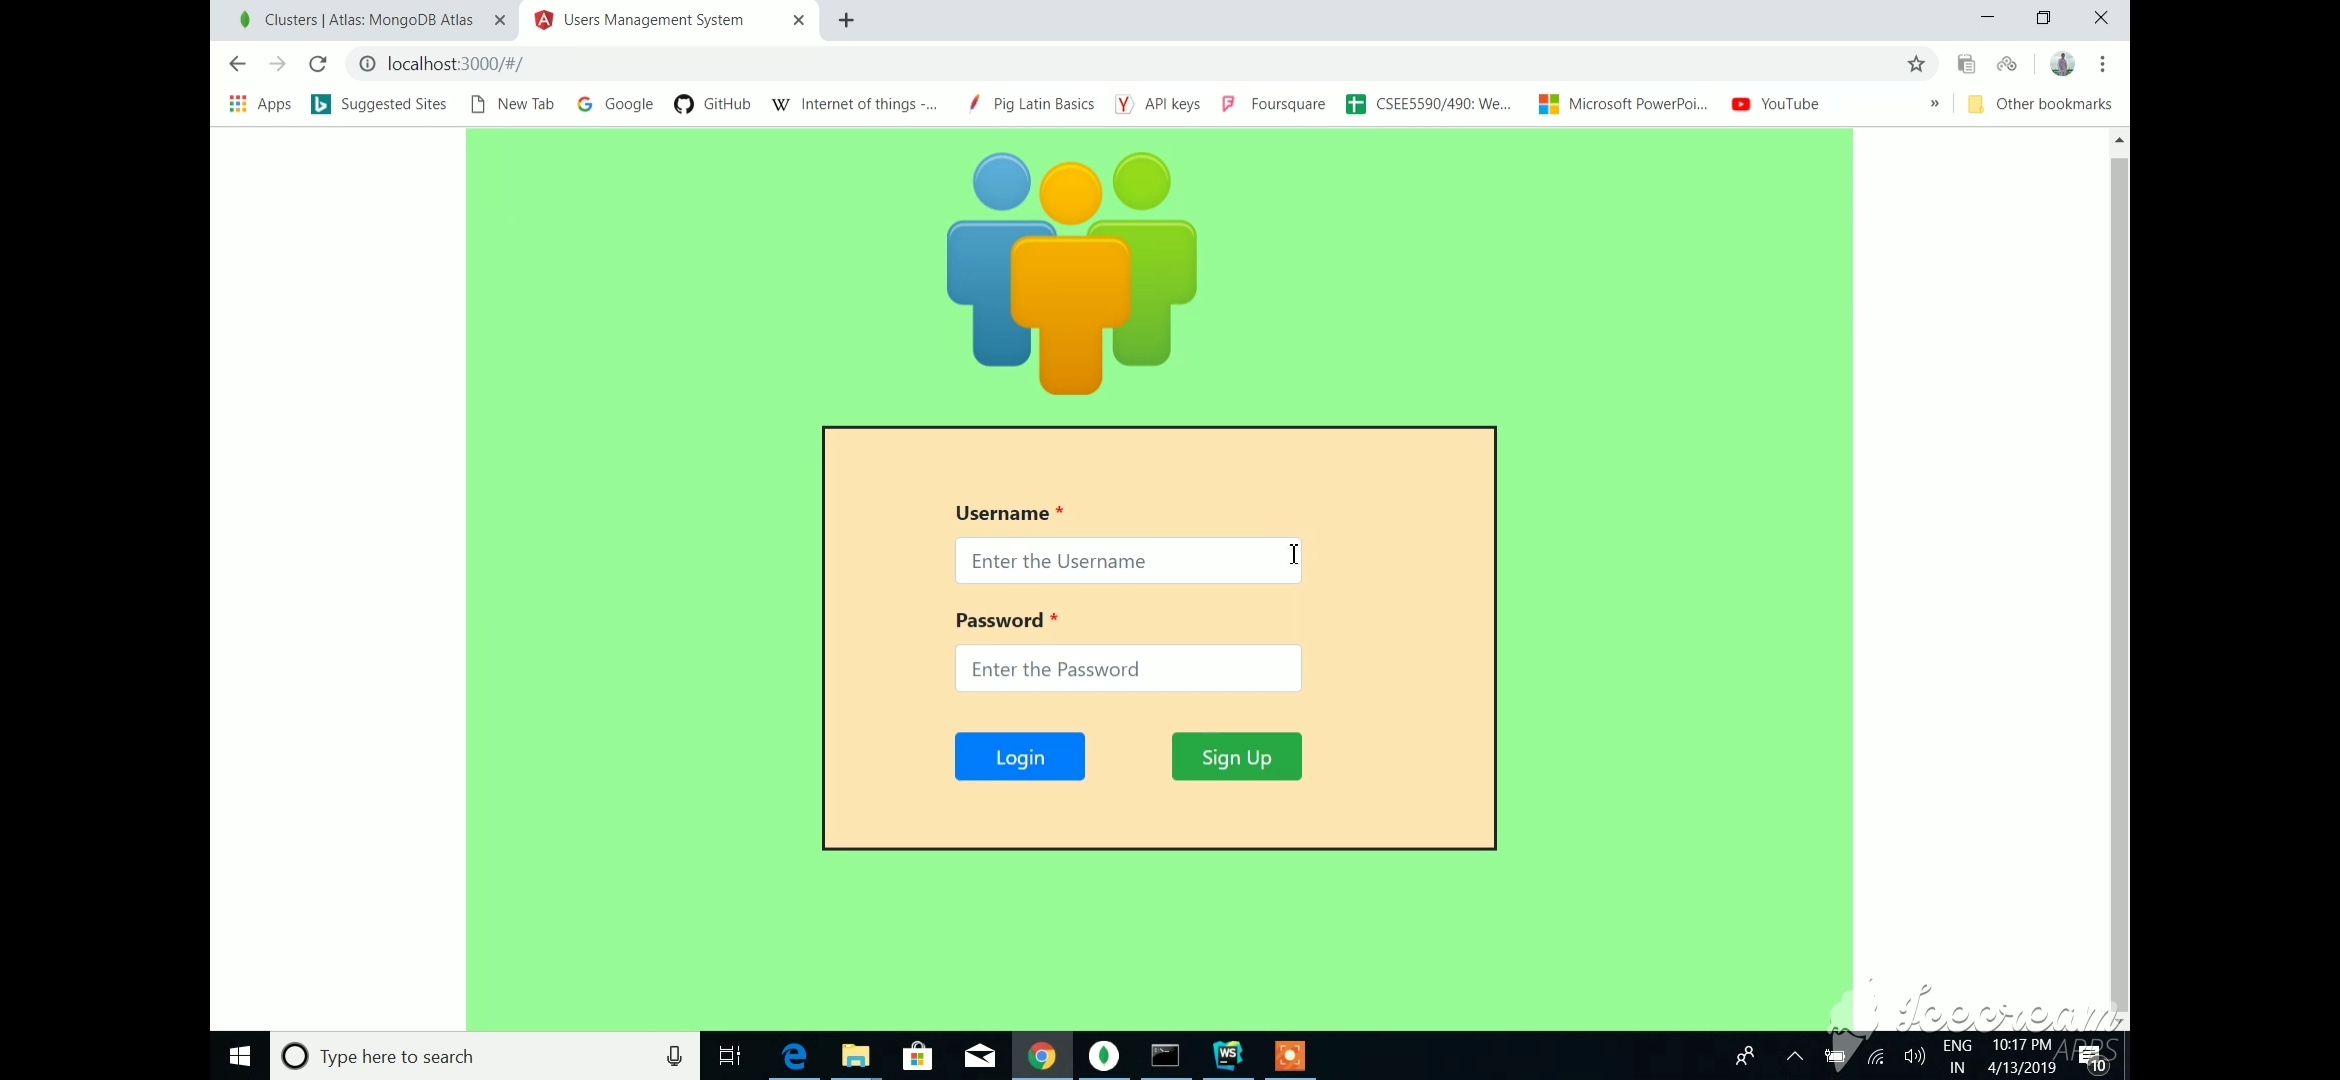 Clusters | Atlas: MongoDB Atlas
Users Management System
localhost:3000/#/
Apps
Suggested Sites
New Tab
Google
GitHub
Internet of things -...
Pig Latin Basics
API keys
Foursquare
CSEE5590/490: We...
Microsoft PowerPoi...
YouTube
»
Other bookmarks
Username *
Enter the Username
Password *
Enter the Password
Login
Sign Up
Icecream
APPS
Type here to search
WS
ENG
IN
10:17 PM
4/13/2019
10